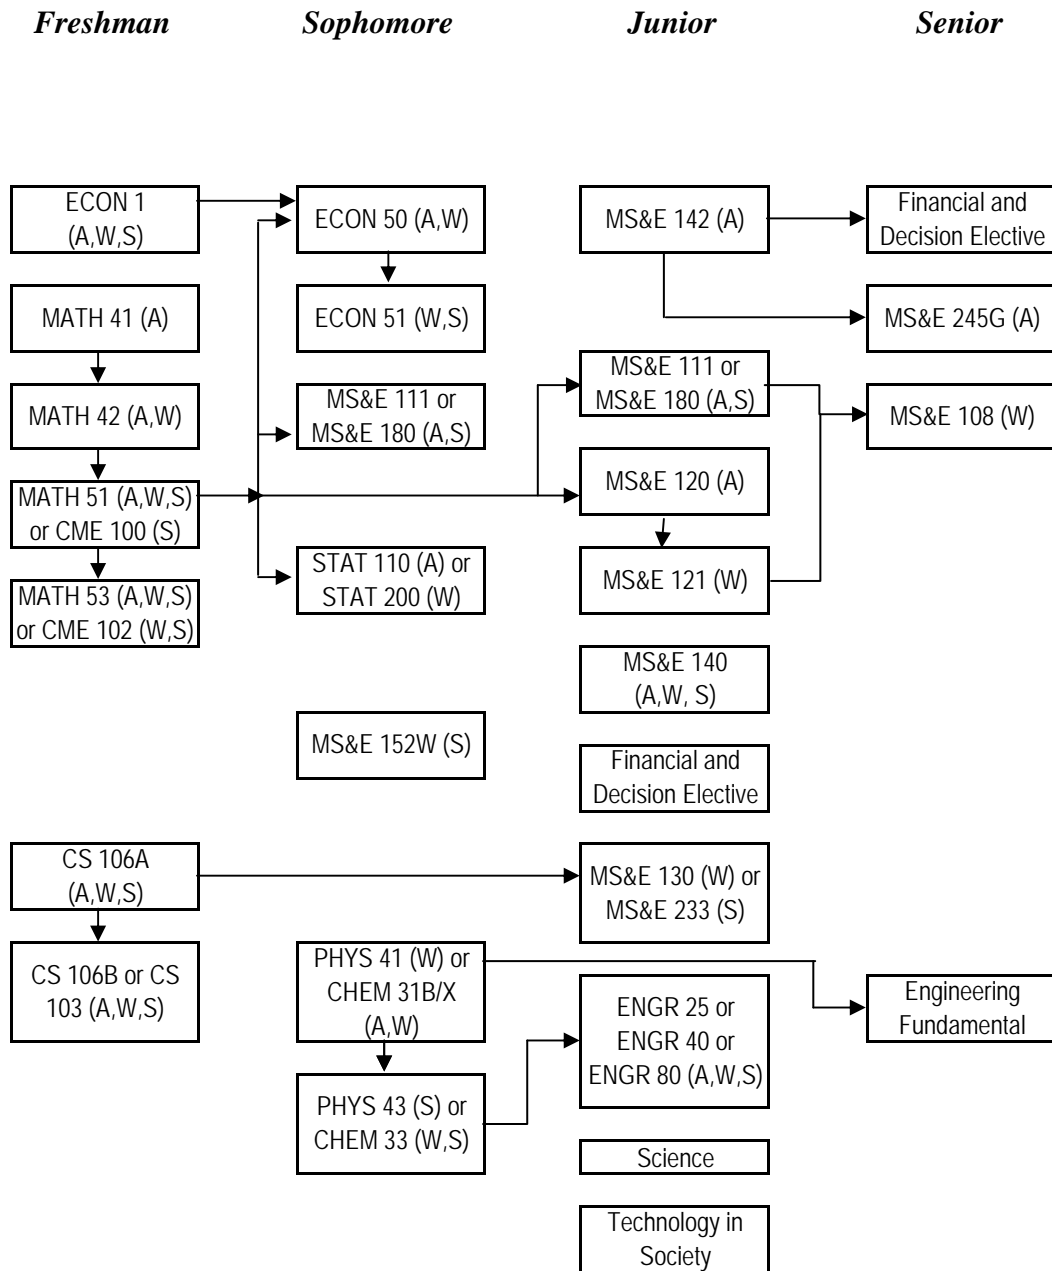 Freshman
Sophomore
Junior
Senior
ECON 1
(A,W,S)
MATH 41 (A)
MATH 42 (A,W)
MATH 51 (A,W,S)
or CME 100 (S)
MATH 53 (A,W,S)
or CME 102 (W,S)
CS 106A
(A,W,S)
CS 106B or CS
103 (A,W,S)
ECON 50 (A,W)
ECON 51 (W,S)
MS&E 111 or
MS&E 180 (A,S)
STAT 110 (A) or
STAT 200 (W)
MS&E 152W (S)
PHYS 41 (W) or
CHEM 31B/X
(A,W)
PHYS 43 (S) or
CHEM 33 (W,S)
MS&E 142 (A)
MS&E 111 or
MS&E 180 (A,S)
MS&E 120 (A)
MS&E 121 (W)
MS&E 140
(A,W, S)
Financial and
Decision Elective
MS&E 130 (W) or
MS&E 233 (S)
ENGR 25 or
ENGR 40 or
ENGR 80 (A,W,S)
Science
Technology in
Society
Financial and
Decision Elective
MS&E 245G (A)
MS&E 108 (W)
Engineering
Fundamental